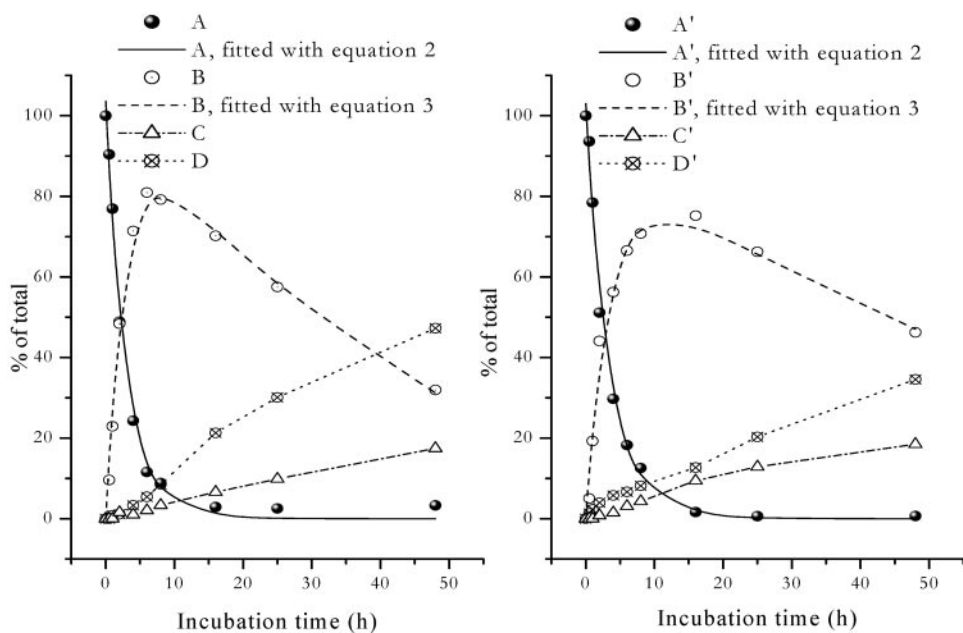 A
A, fitted with equation 2
B
B, fitted with equation 3
C
D
100
80
60
40
20
0
% of total
0 10 20 30 40 50
Incubation time (h)
A'
A', fitted with equation 2
B'
B', fitted with equation 3
C'
D'
100
80
60
40
20
0
% of total
0 10 20 30 40 50
Incubation time (h)